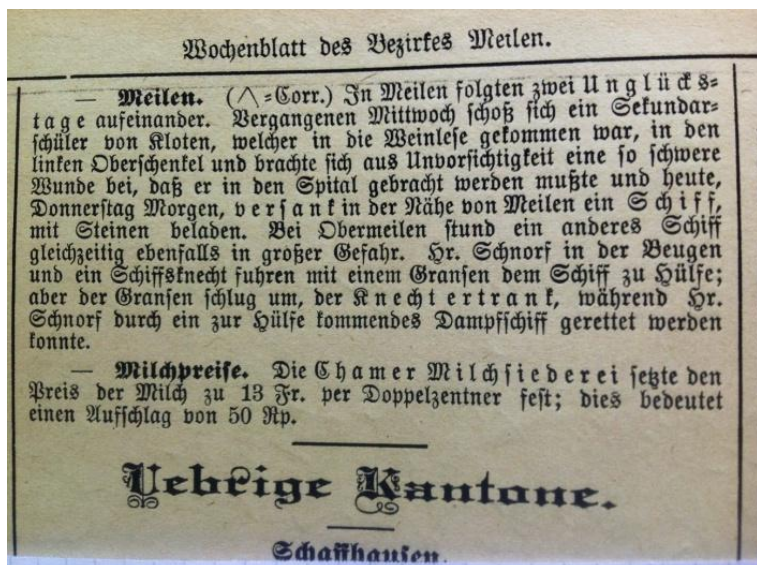 Wochenblatt des Bezirkes Meilen.
— Meilen. (△=Corr.) In Meilen folgten zwei Unglücks=
tage aufeinander. Vergangenen Mittwoch schoß sich ein Sekundar=
schüler von Kloten, welcher in die Weinlese gekommen war, in den
linken Oberschenkel und brachte sich aus Unvorsichtigkeit eine so schwere
Wunde bei, daß er in den Spital gebracht werden mußte und heute,
Donnerstag Morgen, versank in der Nähe von Meilen ein Schiff,
mit Steinen beladen. Bei Obermeilen stund ein anderes Schiff
gleichzeitig ebenfalls in großer Gefahr. Hr. Schnorf in der Beugen
und ein Schiffsknecht fuhren mit einem Gransen dem Schiff zu Hülfe;
aber der Gransen schlug um, der Knecht ertrank, während Hr.
Schnorf durch ein zur Hülfe kommendes Dampfschiff gerettet werden
konnte.
— Milchpreise. Die Chamer Milchsiederei setzte den
Preis der Milch zu 13 Fr. per Doppelzentner fest; dies bedeutet
einen Aufschlag von 50 Rp.
Uebrige Kantone.
Schaffhausen.